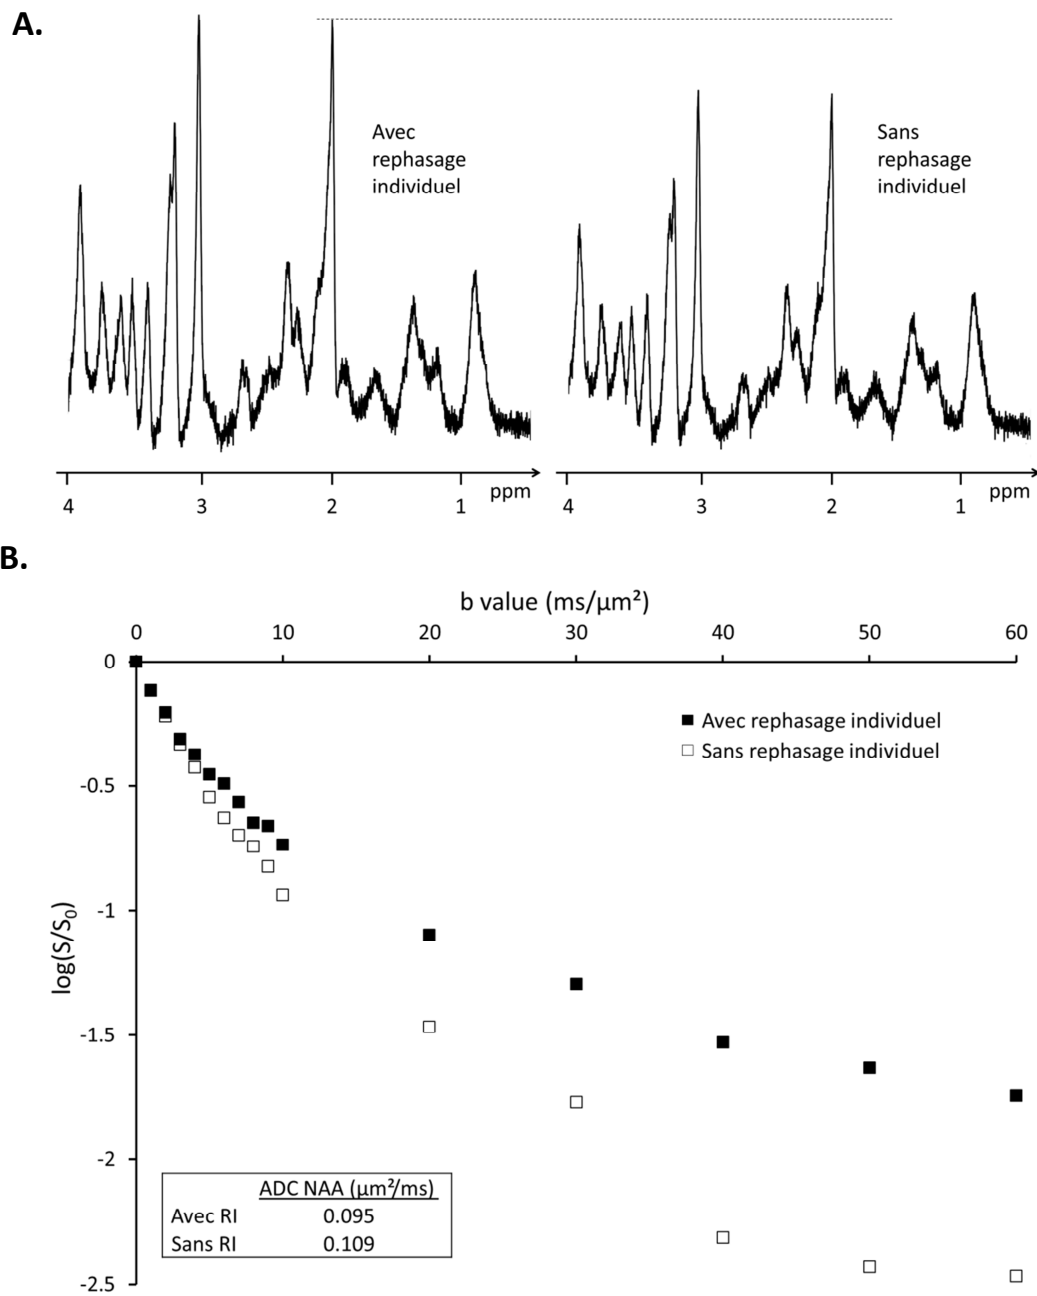 A.
Avec
rephasage
individuel
Sans
rephasage
individuel
4 3 2 1 ppm
4 3 2 1 ppm
B.
b value (ms/µm²)
0 10 20 30 40 50 60
0
-0.5
-1
-1.5
-2
-2.5
log(S/S₀)
Avec rephasage individuel
Sans rephasage individuel
ADC NAA (µm²/ms)
Avec RI 0.095
Sans RI 0.109